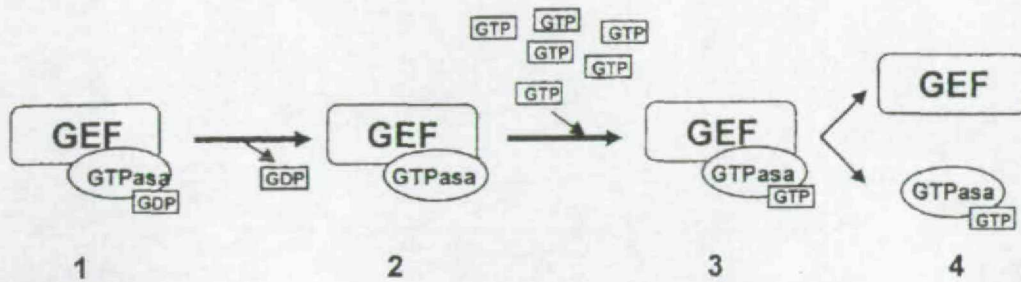 GTP GTP GTP
GTP GTP
GTP
GEF
GEF GEF GEF
GTPasa GTPasa GTPasa GTPasa
GDP GDP GTP GTP
1 2 3 4